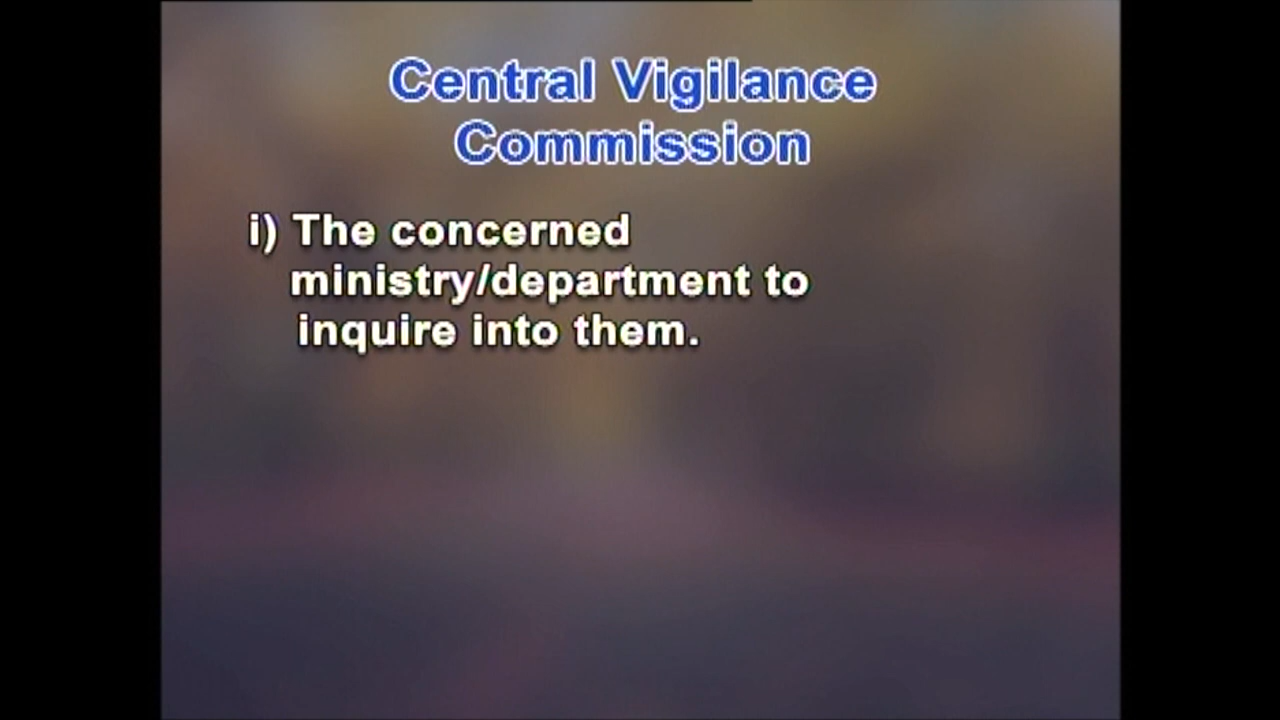 Central Vigilance
Commission
i) The concerned
ministry/department to
inquire into them.